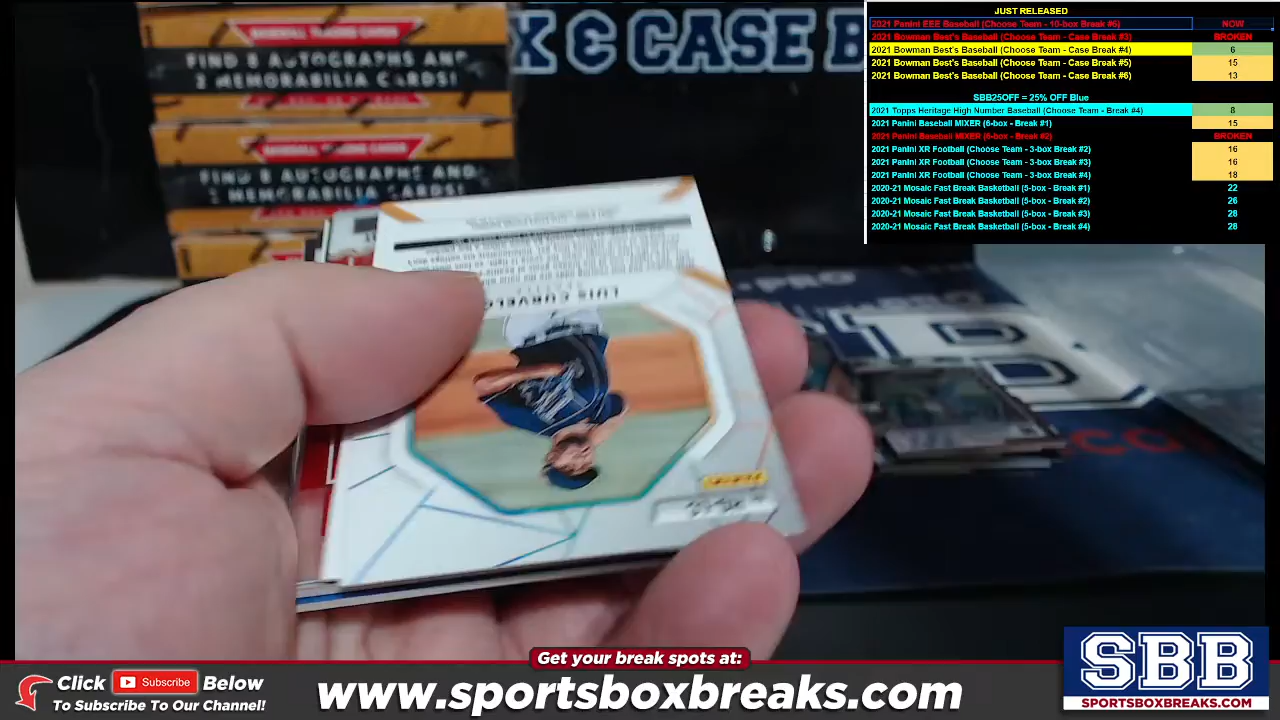 JUST RELEASED
2021 Panini EEE Baseball (Choose Team - 10-box Break #6) NOW
2021 Bowman Best's Baseball (Choose Team - Case Break #3) BROKEN
2021 Bowman Best's Baseball (Choose Team - Case Break #4) 6
2021 Bowman Best's Baseball (Choose Team - Case Break #5) 15
2021 Bowman Best's Baseball (Choose Team - Case Break #6) 13
SBB25OFF = 25% OFF Blue
2021 Topps Heritage High Number Baseball (Choose Team - Break #4) 8
2021 Panini Baseball MIXER (6-box - Break #1) 15
2021 Panini Baseball MIXER (6-box - Break #2) BROKEN
2021 Panini XR Football (Choose Team - 3-box Break #2) 16
2021 Panini XR Football (Choose Team - 3-box Break #3) 16
2021 Panini XR Football (Choose Team - 3-box Break #4) 18
2020-21 Mosaic Fast Break Basketball (5-box - Break #1) 22
2020-21 Mosaic Fast Break Basketball (5-box - Break #2) 26
2020-21 Mosaic Fast Break Basketball (5-box - Break #3) 28
2020-21 Mosaic Fast Break Basketball (5-box - Break #4) 28
K & CASE B
2 MEMORABILIA CARDS!
FIND 8 AUTOGRAPHS AND
2 MEMORABILIA CARDS!
LUIS CURVELO
PANINI
Get your break spots at:
Click Subscribe Below
To Subscribe To Our Channel!
www.sportsboxbreaks.com
SBB
SPORTSBOXBREAKS.COM